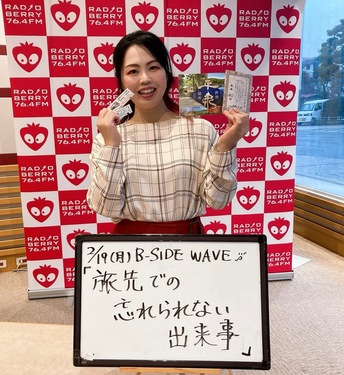 RADIO BERRY 76.4FM
2/19(月) B-SIDE WAVE
「旅先での
忘れられない
出来事」